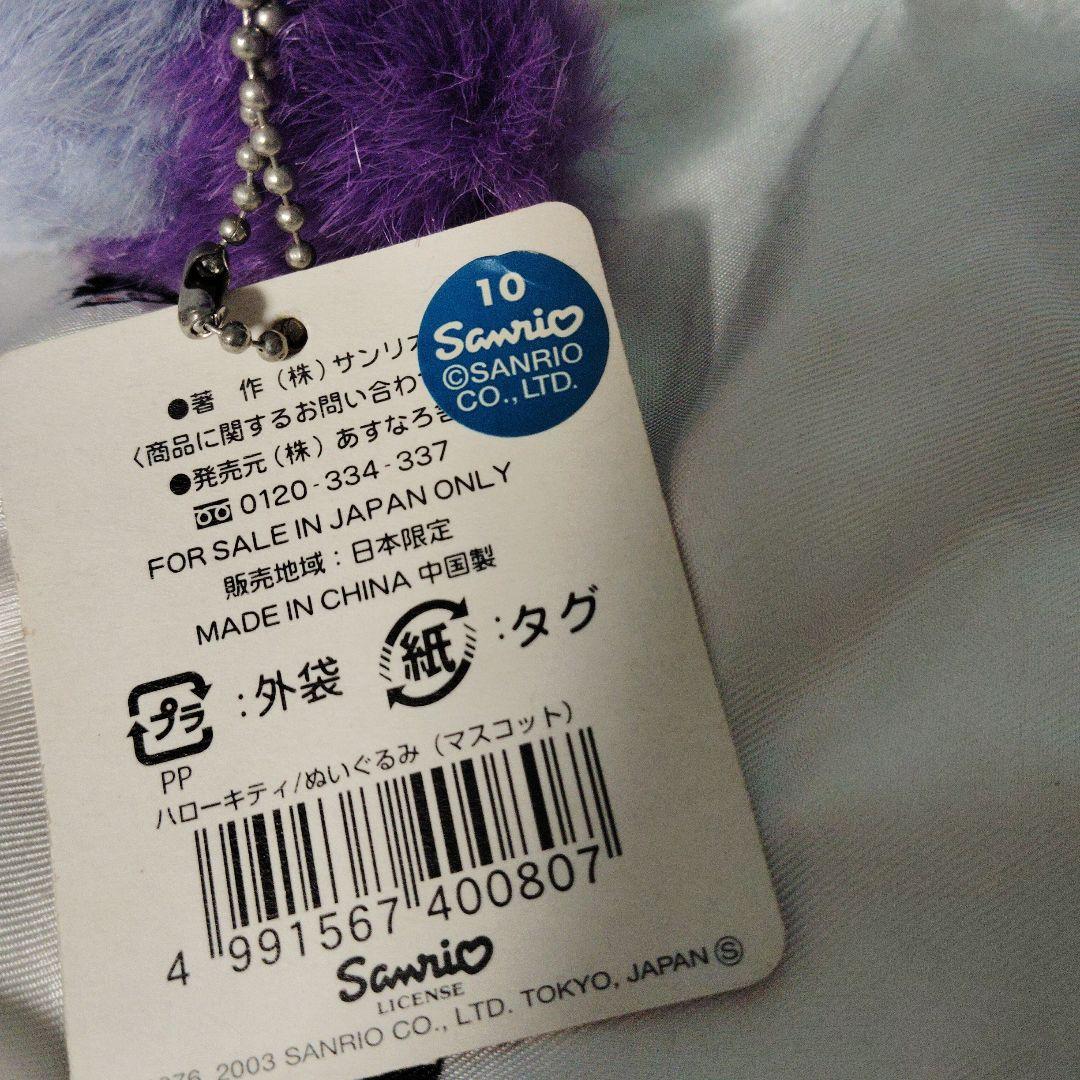 10
Sanrio
©SANRIO
CO., LTD.
●著 作(株)サンリオ
〈商品に関するお問い合わせ
●発売元(株)あすなろ
0120-334-337
FOR SALE IN JAPAN ONLY
販売地域:日本限定
MADE IN CHINA 中国製
プラ :外袋 紙 :タグ
PP
ハローキティ/ぬいぐるみ(マスコット)
4 991567 400807
Sanrio
LICENSE
2003 SANRIO CO., LTD. TOKYO, JAPAN Ⓢ